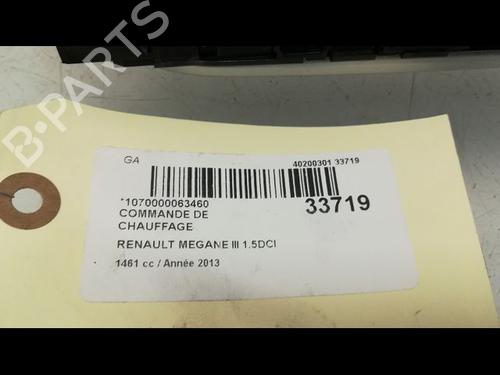 B-PARTS
GA
40200301 33719
*1070000063460
33719
COMMANDE DE
CHAUFFAGE
RENAULT MEGANE III 1.5DCI
1461 cc / Année 2013